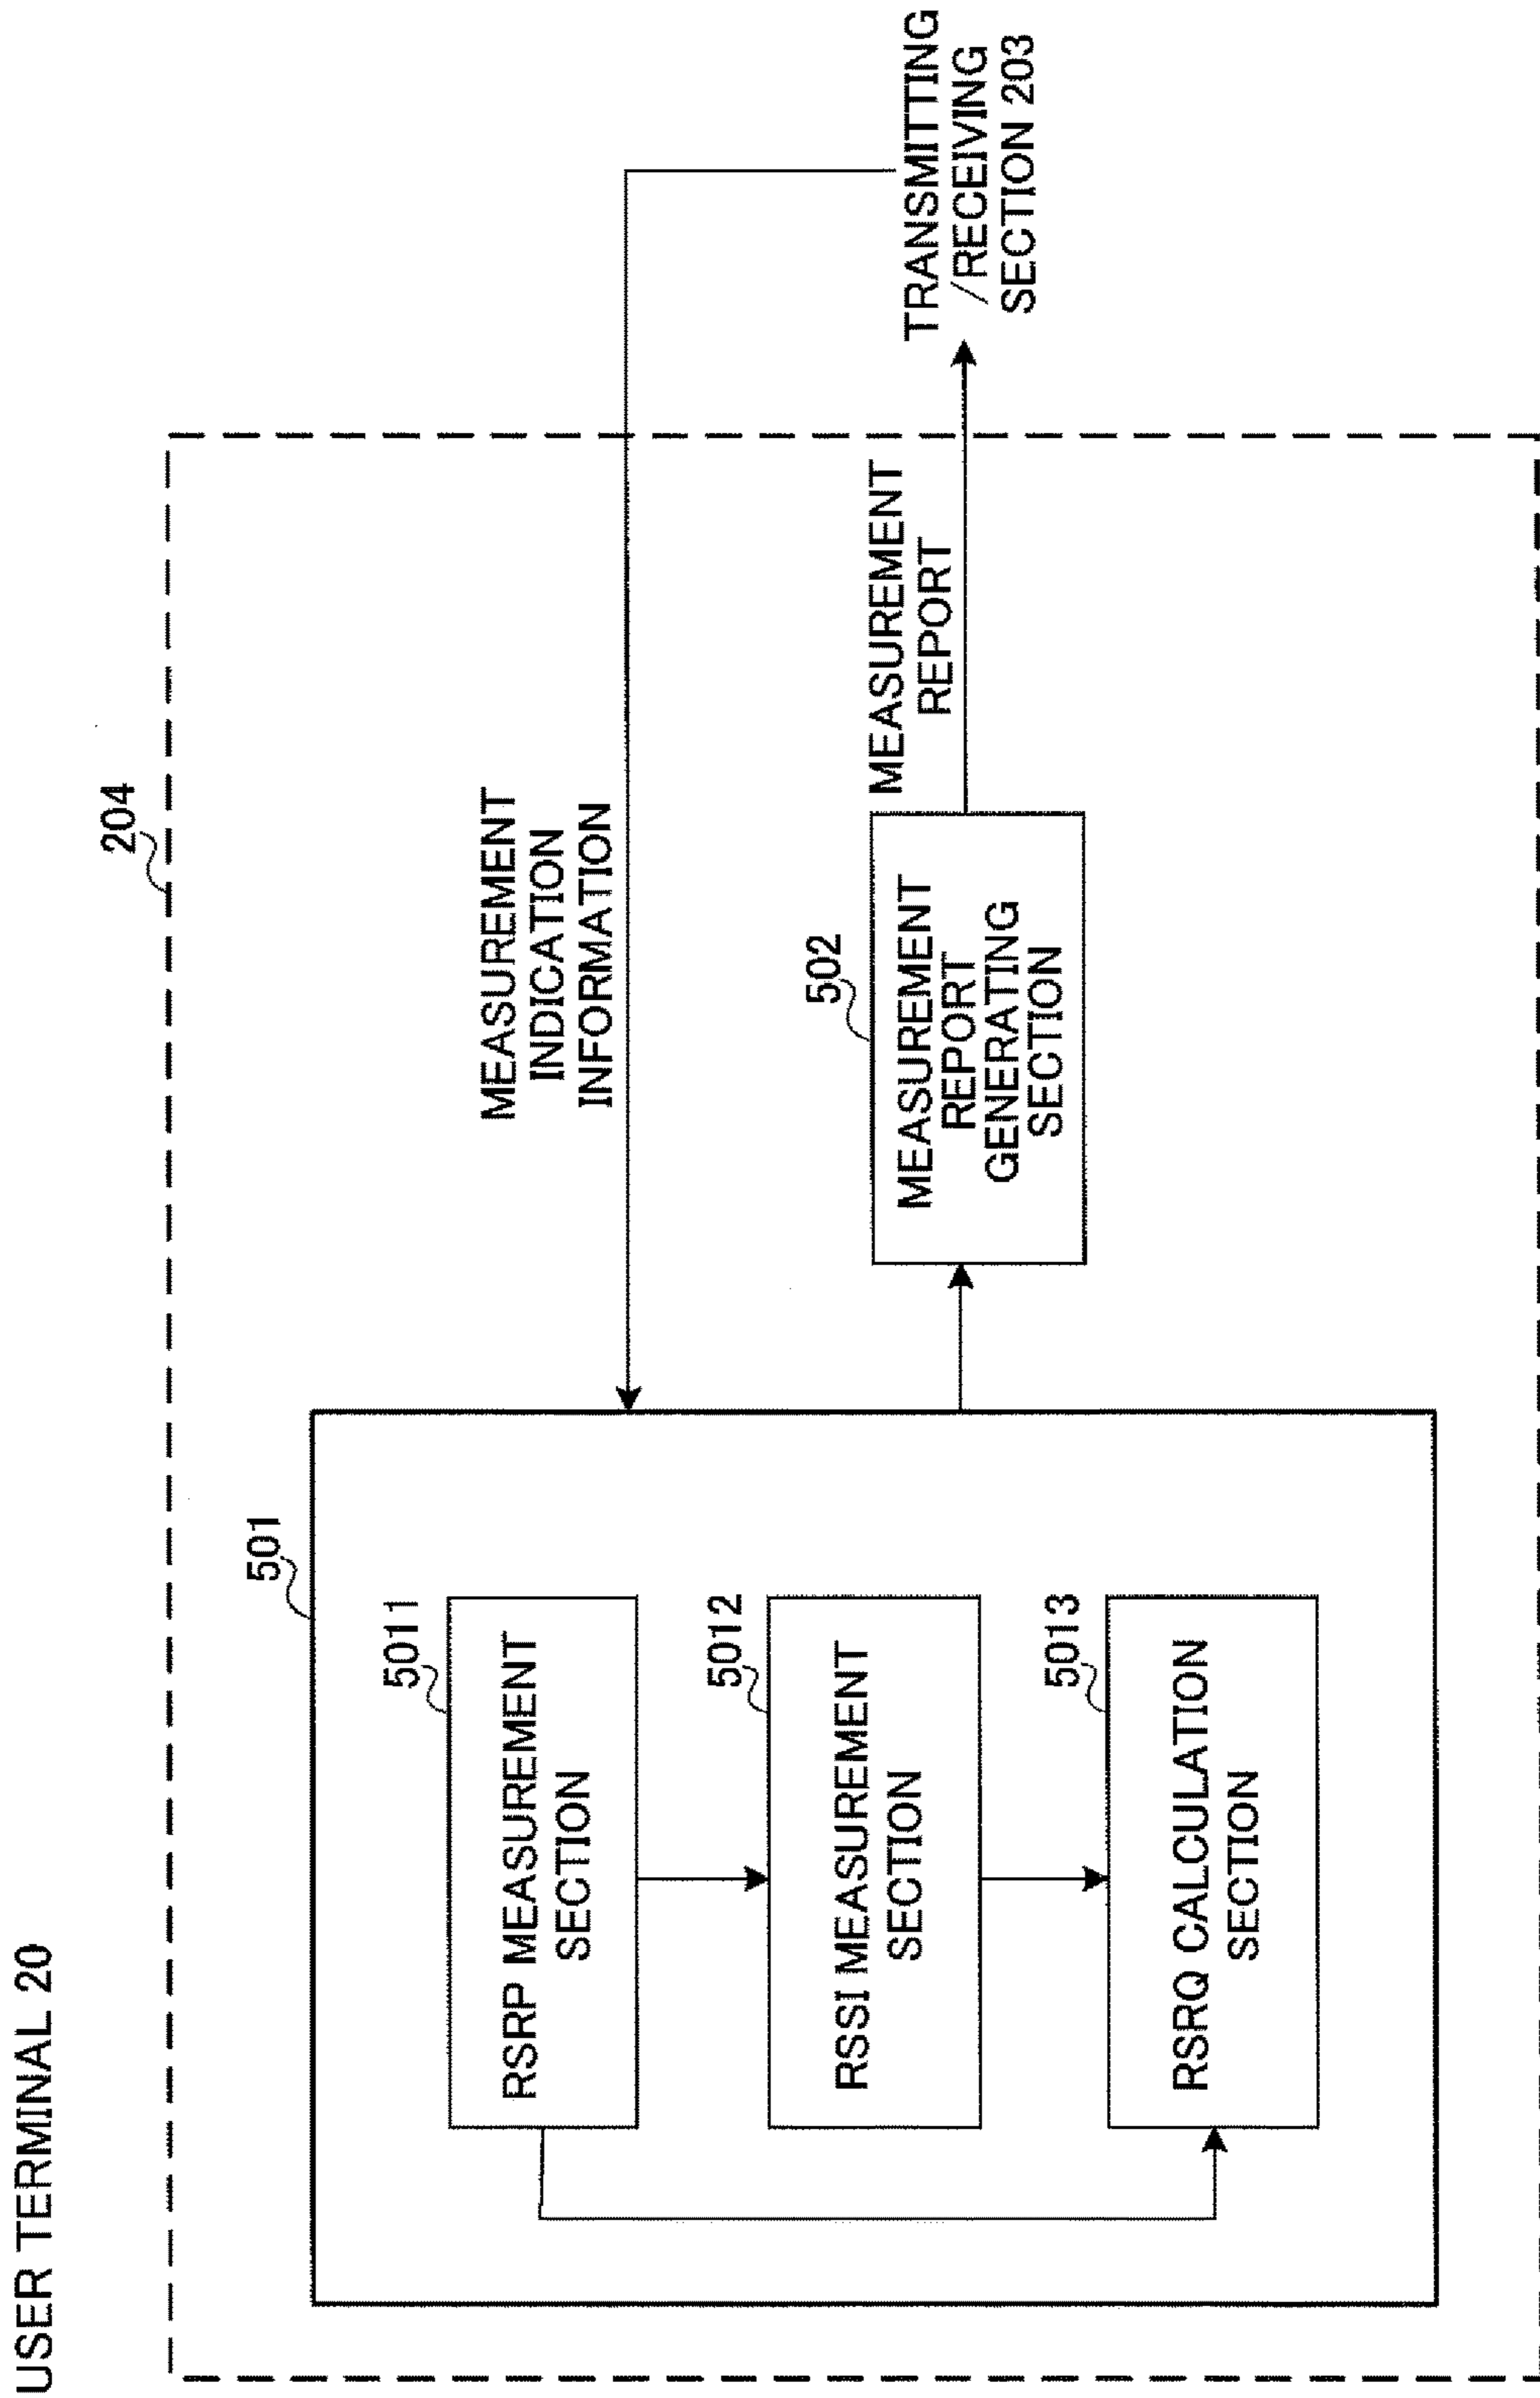 USER TERMINAL 20
204
501
5011
RSRP MEASUREMENT
SECTION
5012
RSSI MEASUREMENT
SECTION
5013
RSRQ CALCULATION
SECTION
MEASUREMENT
INDICATION
INFORMATION
502
MEASUREMENT
REPORT
GENERATING
SECTION
MEASUREMENT
REPORT
TRANSMITTING
/RECEIVING
SECTION 203